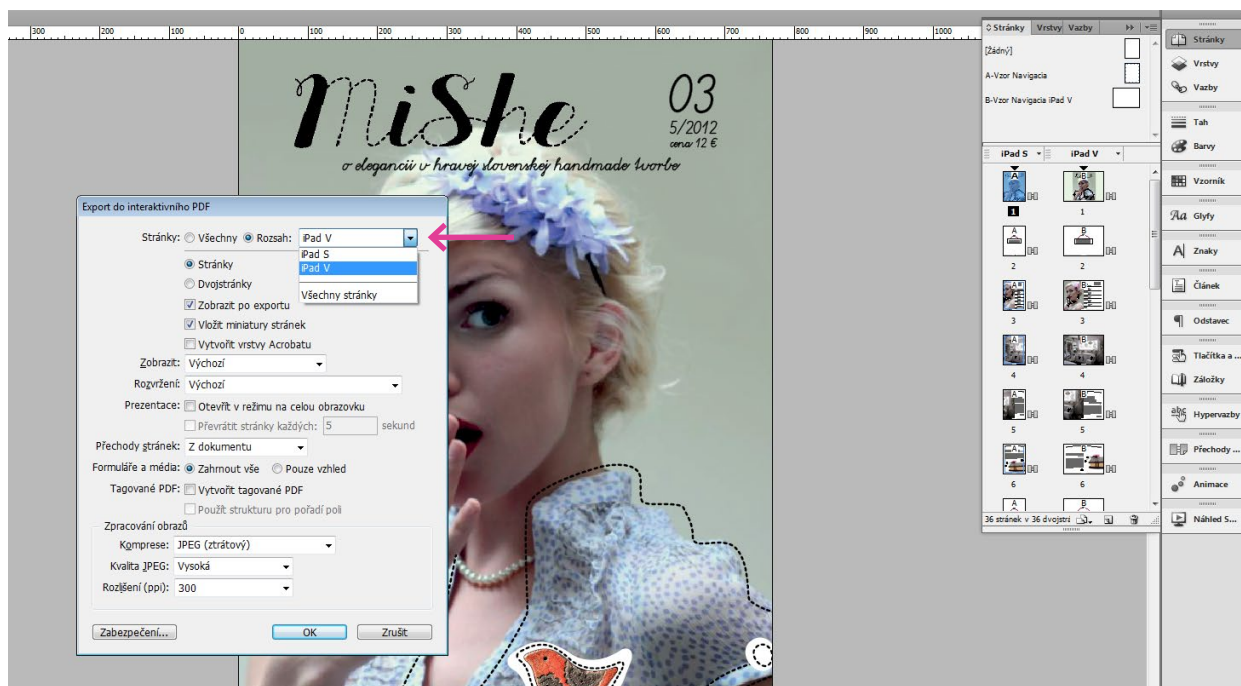 300 200 100 0 100 200 300 400 500 600 700 800 900 1000
MiShe
03
5/2012
cena 12 €
o elegancii v hravej slovenskej handmade tvorbe
Export do interaktivního PDF
Stránky: Všechny Rozsah: iPad V
iPad S
iPad V
Všechny stránky
Stránky
Dvojstránky
Zobrazit po exportu
Vložit miniatury stránek
Vytvořit vrstvy Acrobatu
Zobrazit: Výchozí
Rozvržení: Výchozí
Prezentace: Otevřít v režimu na celou obrazovku
Převrátit stránky každých: 5 sekund
Přechody stránek: Z dokumentu
Formuláře a média: Zahrnout vše Pouze vzhled
Tagované PDF: Vytvořit tagované PDF
Použít strukturu pro pořadí polí
Zpracování obrazů
Komprese: JPEG (ztrátový)
Kvalita JPEG: Vysoká
Rozlišení (ppi): 300
Zabezpečení... OK Zrušit
Stránky Vrstvy Vazby
[Žádný]
A-Vzor Navigacia
B-Vzor Navigacia iPad V
iPad S iPad V
A B
1 1
A B
2 2
A B
3 3
A B
4 4
A B
5 5
A B
6 6
A B
36 stránek v 36 dvojstrá
Stránky
Vrstvy
Vazby
Tah
Barvy
Vzorník
Glyfy
Znaky
Článek
Odstavec
Tlačítka a ...
Záložky
Hypervazby
Přechody ...
Animace
Náhled S...